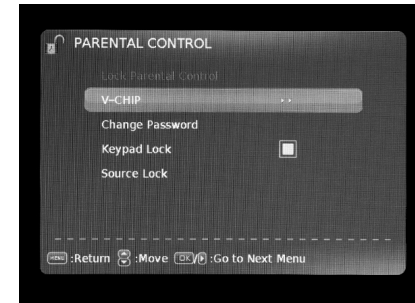 PARENTAL CONTROL
Lock Parental Control
V-CHIP
Change Password
Keypad Lock
Source Lock
MENU :Return :Move OK/ :Go to Next Menu